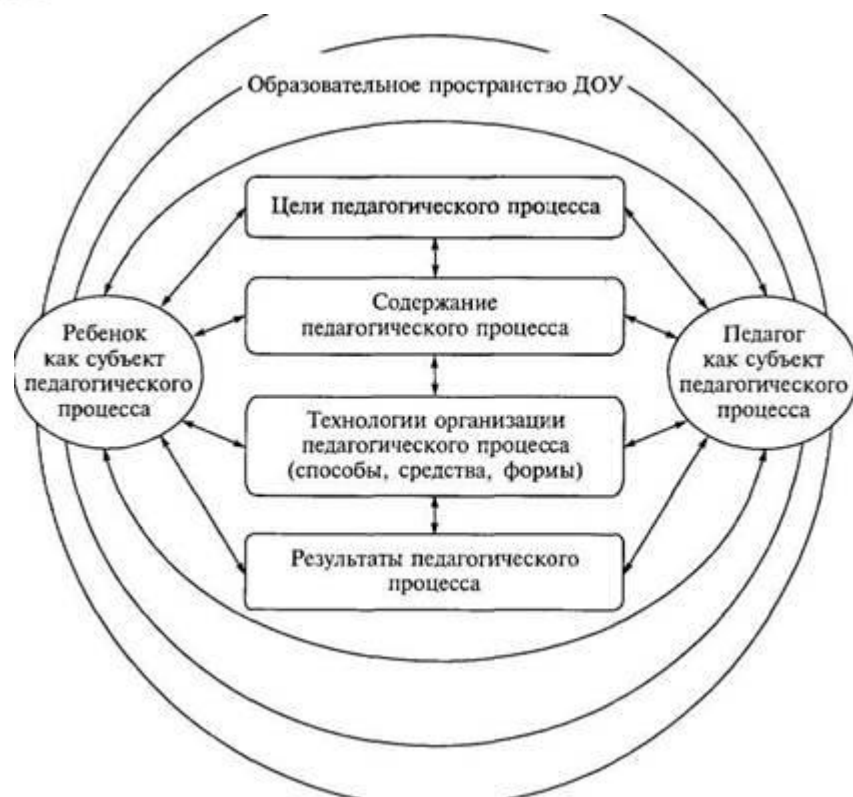 Образовательное пространство ДОУ
Цели педагогического процесса
Содержание
педагогического процесса
Ребенок
как субъект
педагогического
процесса
Педагог
как субъект
педагогического
процесса
Технологии организации
педагогического процесса
(способы, средства, формы)
Результаты педагогического
процесса